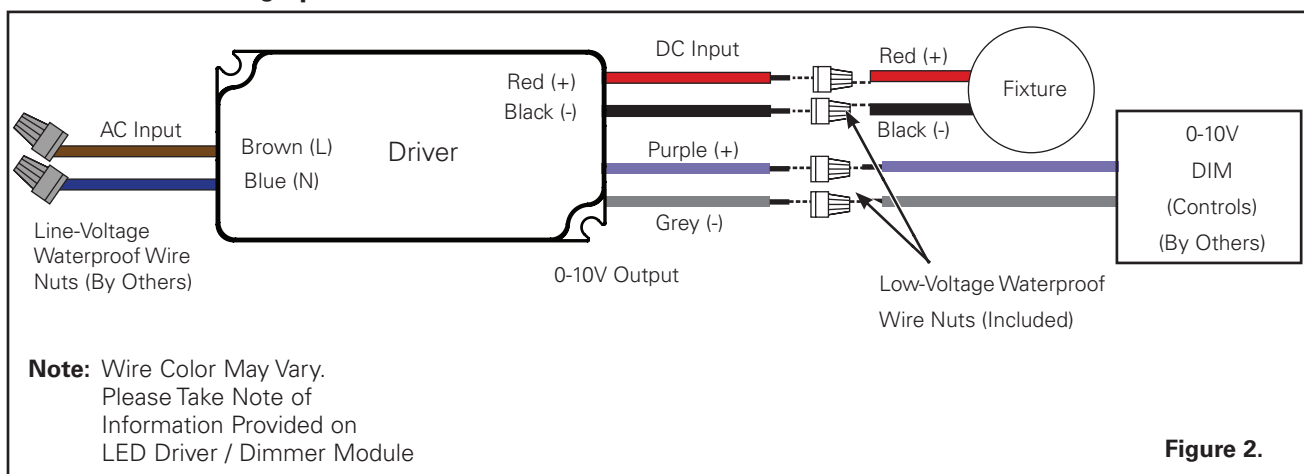 DC Input
Red (+)
Red (+)
Fixture
AC Input
Black (-)
Black (-)
0-10V
DIM
(Controls)
(By Others)
Brown (L)
Driver
Blue (N)
Purple (+)
Grey (-)
Line-Voltage
Waterproof Wire
Nuts (By Others)
0-10V Output
Low-Voltage Waterproof
Wire Nuts (Included)
Note: Wire Color May Vary.
Please Take Note of
Information Provided on
LED Driver / Dimmer Module
Figure 2.